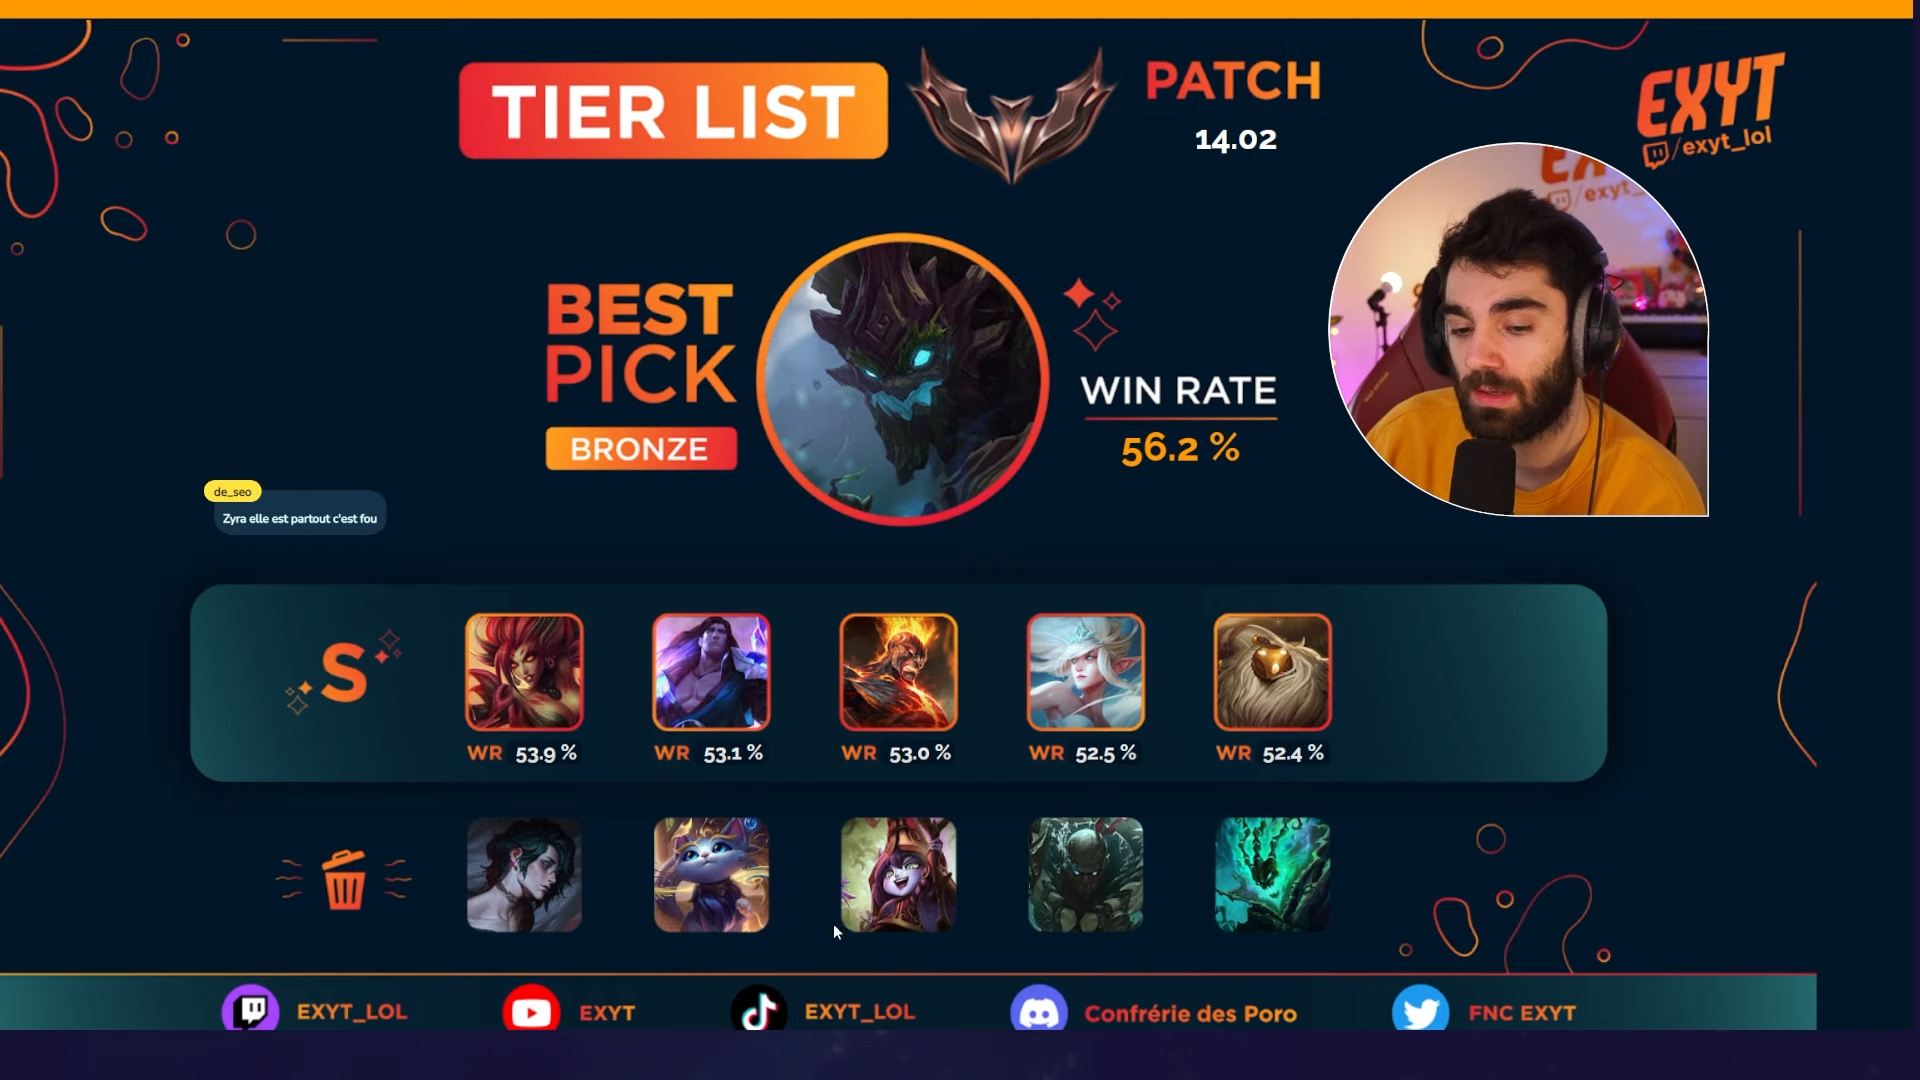 TIER LIST
PATCH
14.02
EXYT
/exyt_lol
/exyt_
BEST
PICK
BRONZE
WIN RATE
56.2 %
de_seo
Zyra elle est partout c'est fou
S
WR 53.9 %
WR 53.1 %
WR 53.0 %
WR 52.5 %
WR 52.4 %
EXYT_LOL
EXYT
EXYT_LOL
Confrérie des Poro
FNC EXYT